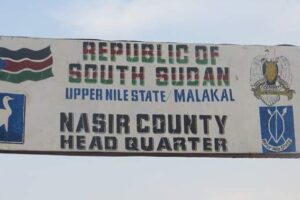 REPUBLIC OF
SOUTH SUDAN
UPPER NILE STATE / MALAKAL
NASIR COUNTY
HEAD QUARTER